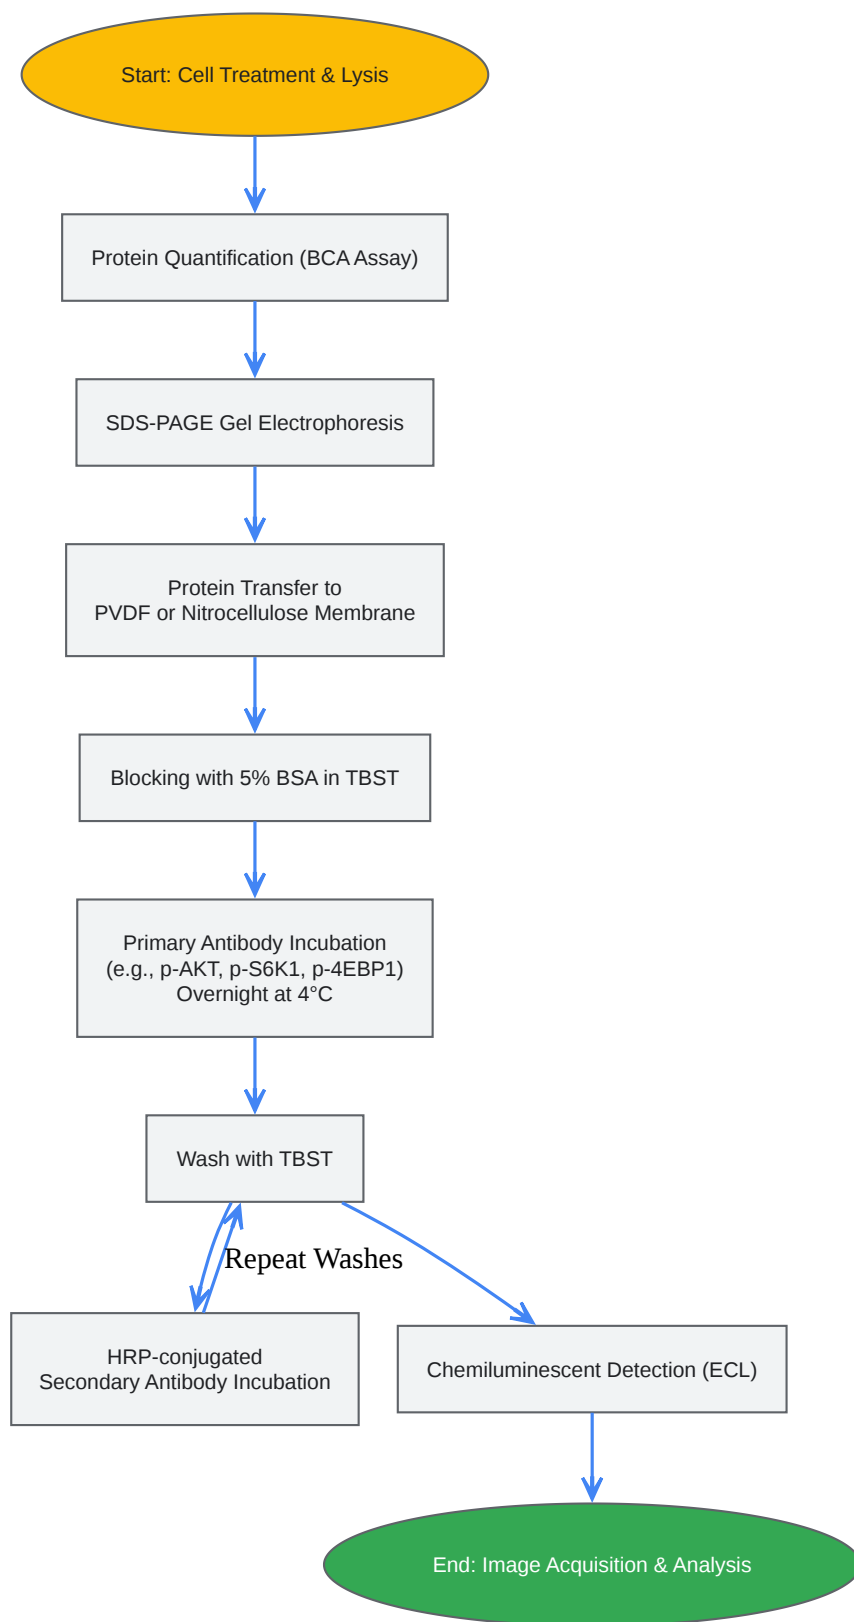 Start: Cell Treatment & Lysis
Protein Quantification (BCA Assay)
SDS-PAGE Gel Electrophoresis
Protein Transfer to
PVDF or Nitrocellulose Membrane
Blocking with 5% BSA in TBST
Primary Antibody Incubation
(e.g., p-AKT, p-S6K1, p-4EBP1)
Overnight at 4°C
Wash with TBST
Repeat Washes
HRP-conjugated
Secondary Antibody Incubation
Chemiluminescent Detection (ECL)
End: Image Acquisition & Analysis